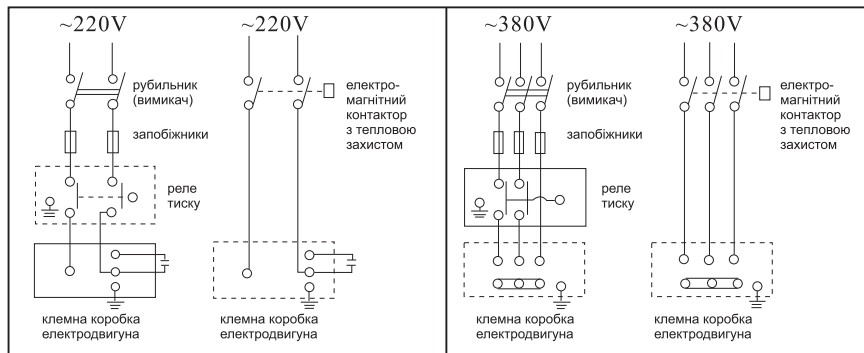 ~220V
~220V
рубильник
(вимикач)
запобіжники
реле
тиску
електро-
магнітний
контактор
з тепловою
захистом
клемна коробка
електродвигуна
клемна коробка
електродвигуна
~380V
~380V
рубильник
(вимикач)
запобіжники
реле
тиску
електро-
магнітний
контактор
з тепловою
захистом
клемна коробка
електродвигуна
клемна коробка
електродвигуна